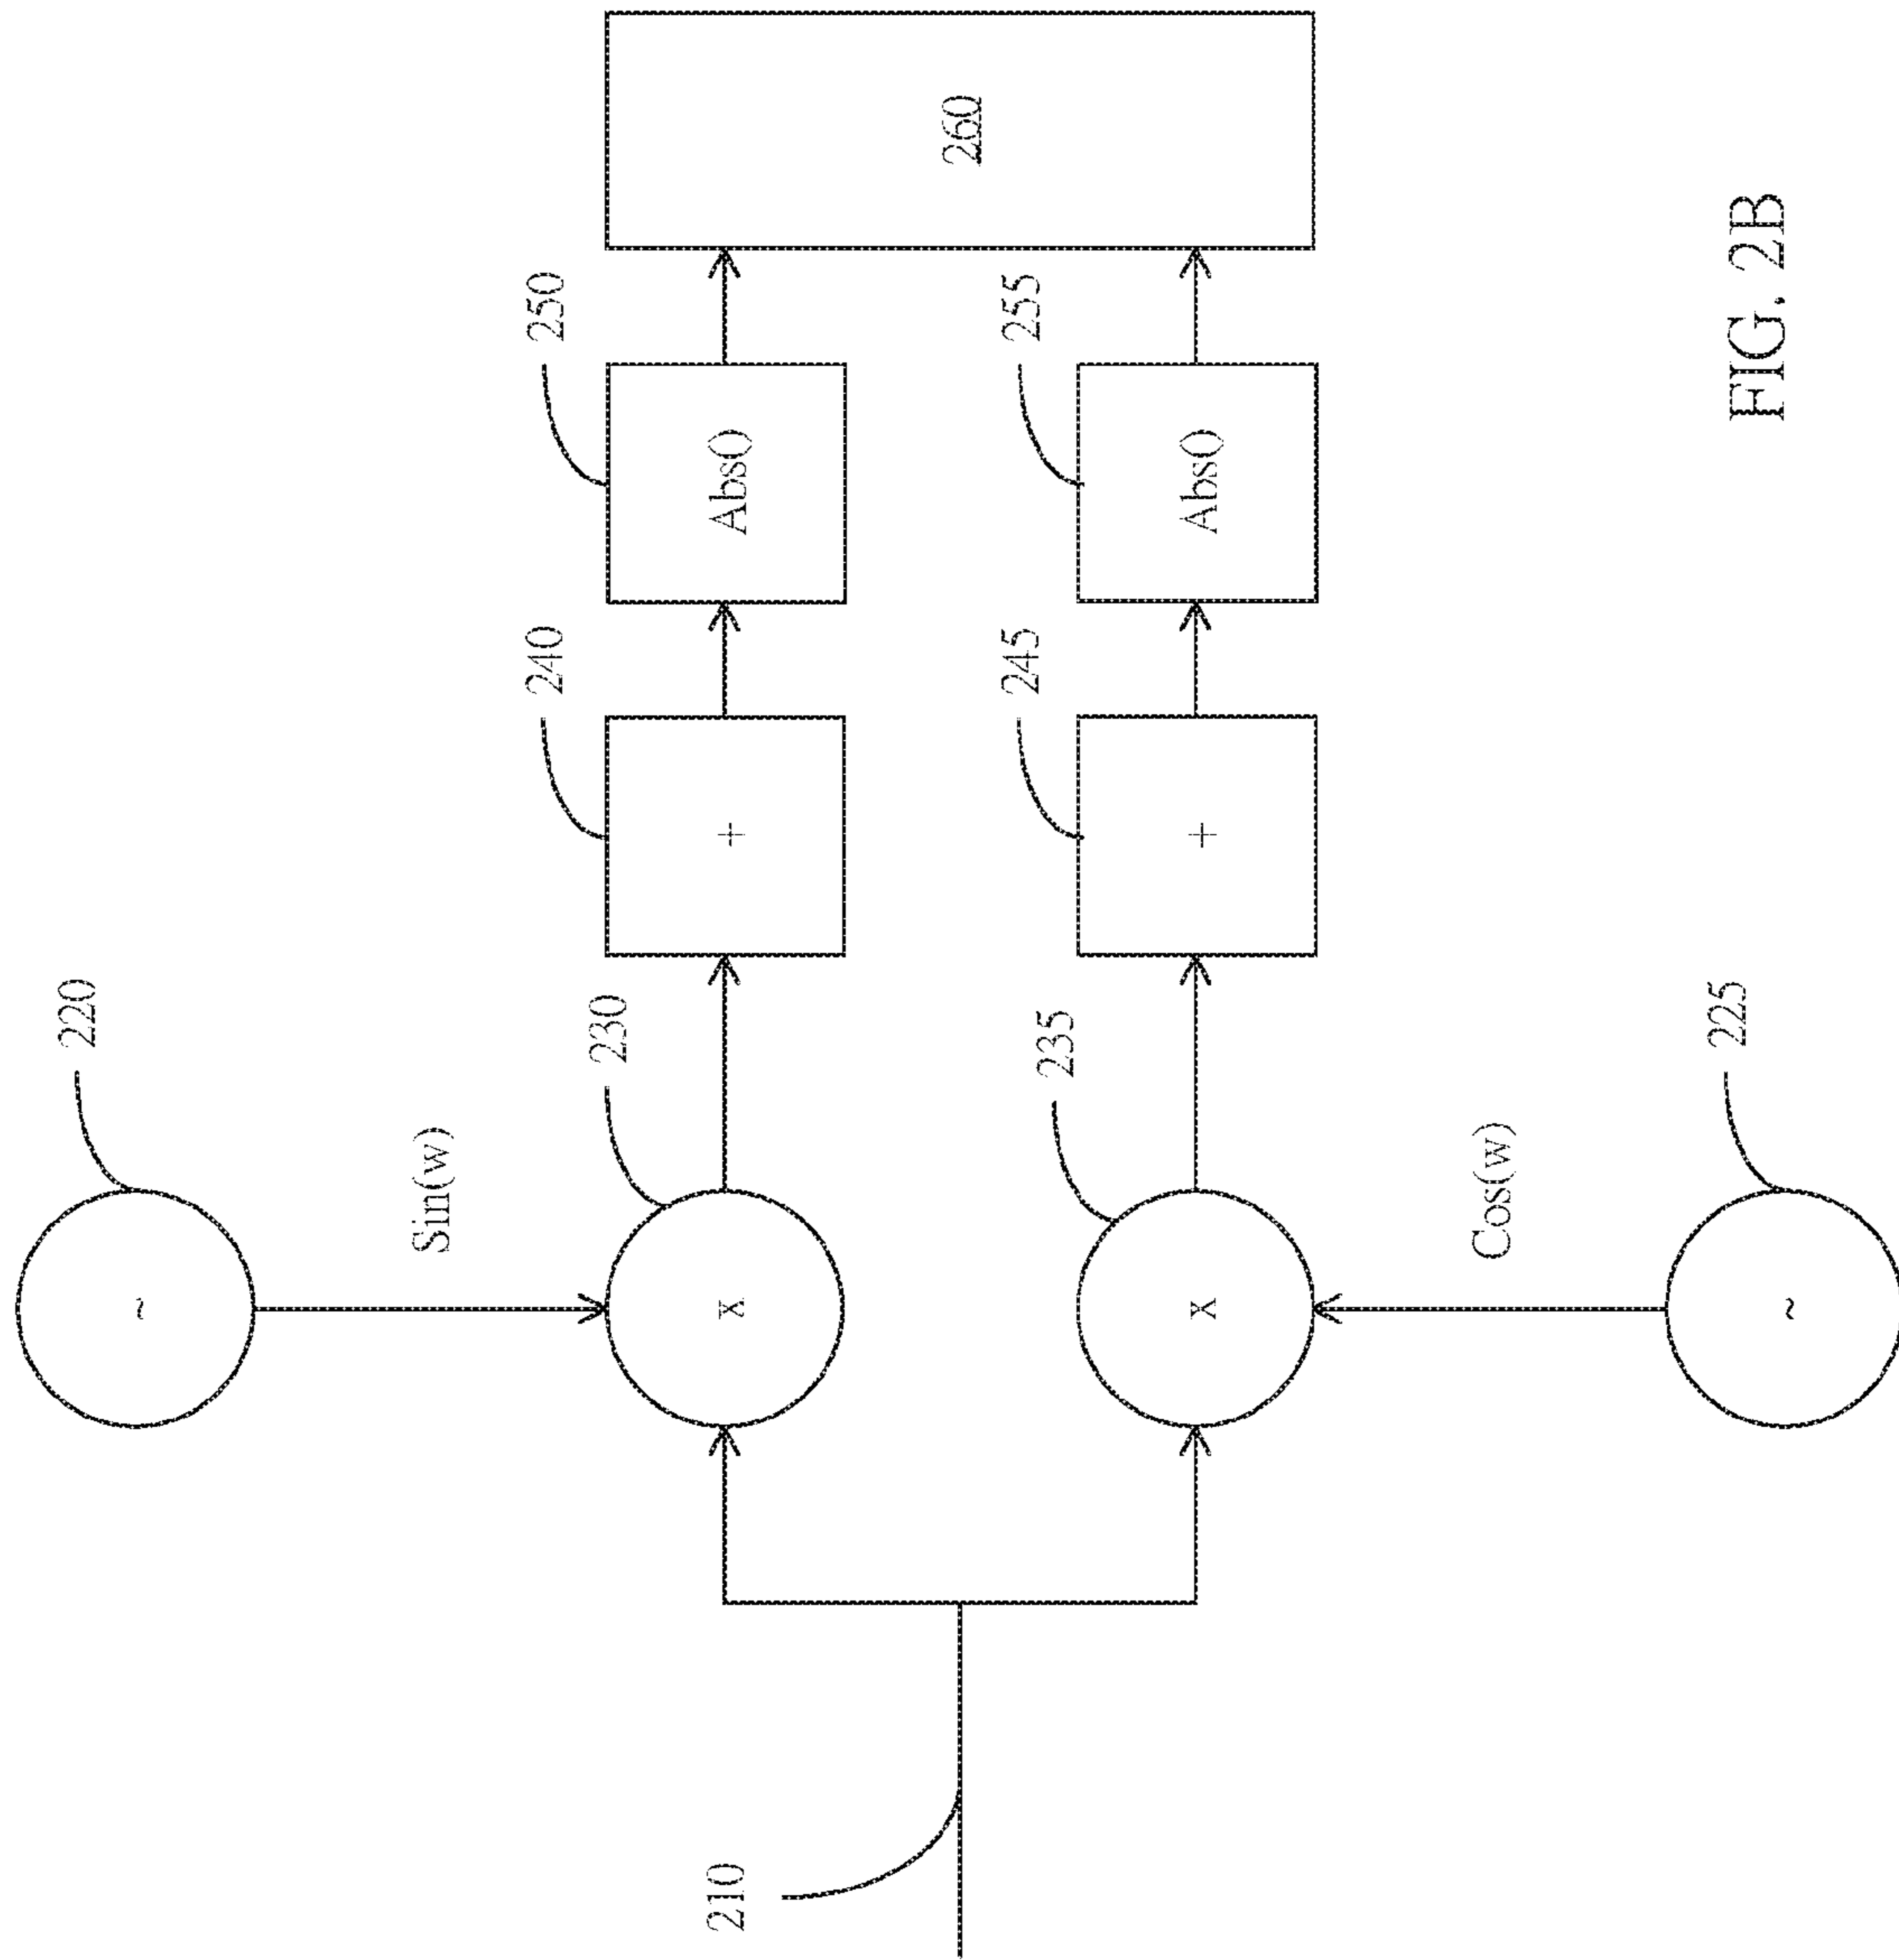 220
~
Sin(w)
230
x
240
+
250
Abs()
260
210
235
x
245
+
255
Abs()
Cos(w)
225
~
FIG. 2B